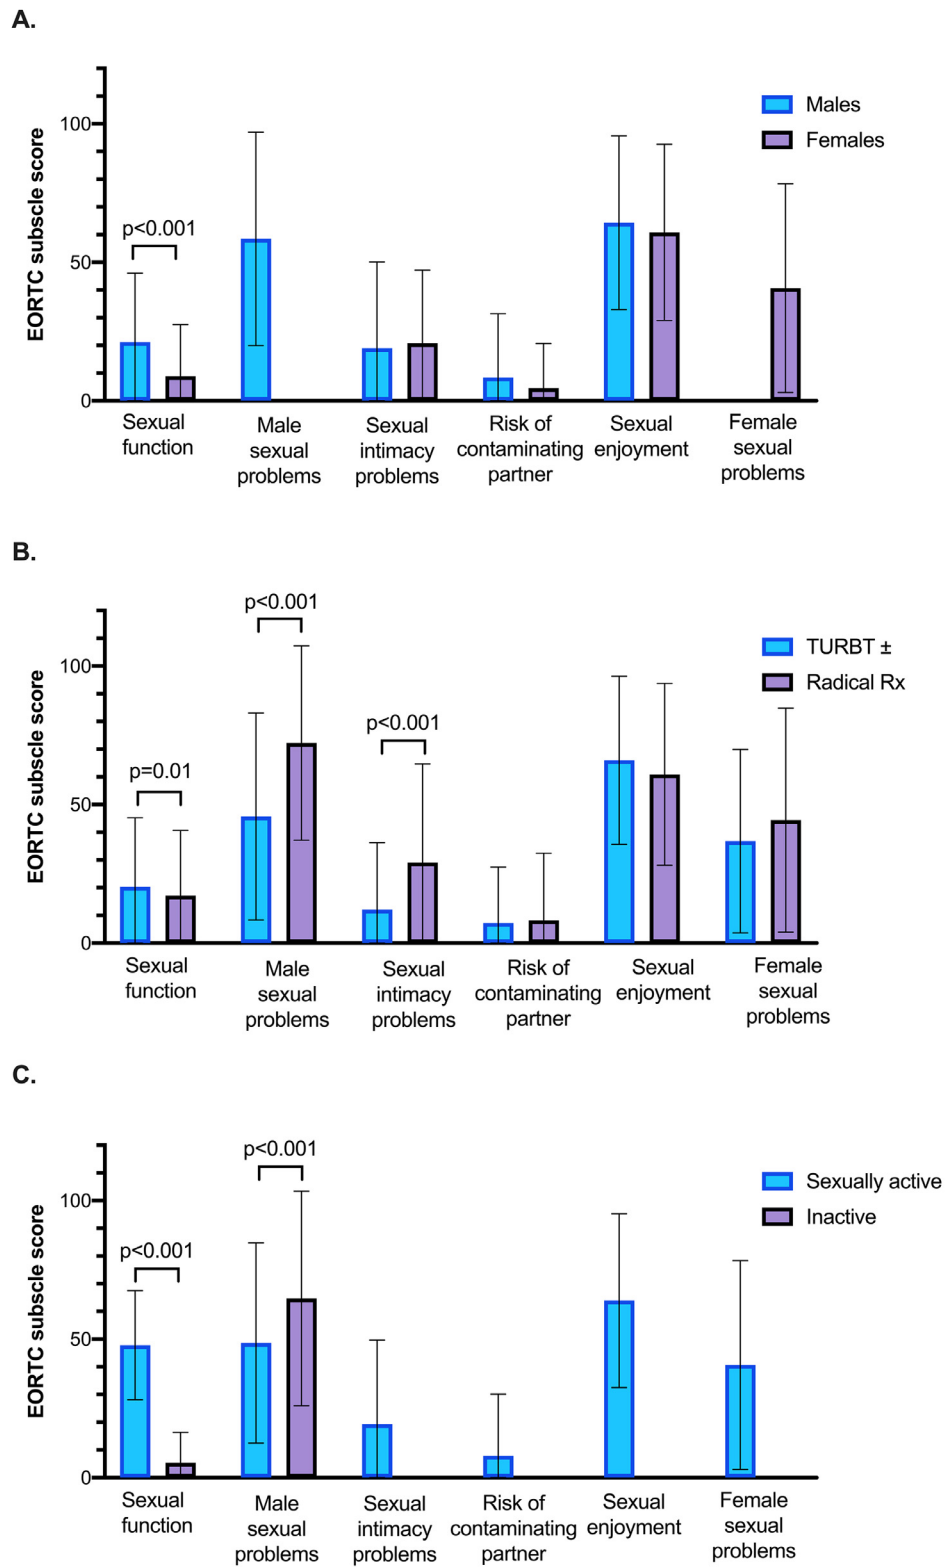 A.
EORTC subscle score
100
50
0
p<0.001
Males
Females
Sexual
function
Male
sexual
problems
Sexual
intimacy
problems
Risk of
contaminating
partner
Sexual
enjoyment
Female
sexual
problems
B.
EORTC subscle score
100
50
0
p=0.01
p<0.001
p<0.001
TURBT ±
Radical Rx
Sexual
function
Male
sexual
problems
Sexual
intimacy
problems
Risk of
contaminating
partner
Sexual
enjoyment
Female
sexual
problems
C.
EORTC subscle score
100
50
0
p<0.001
p<0.001
Sexually active
Inactive
Sexual
function
Male
sexual
problems
Sexual
intimacy
problems
Risk of
contaminating
partner
Sexual
enjoyment
Female
sexual
problems